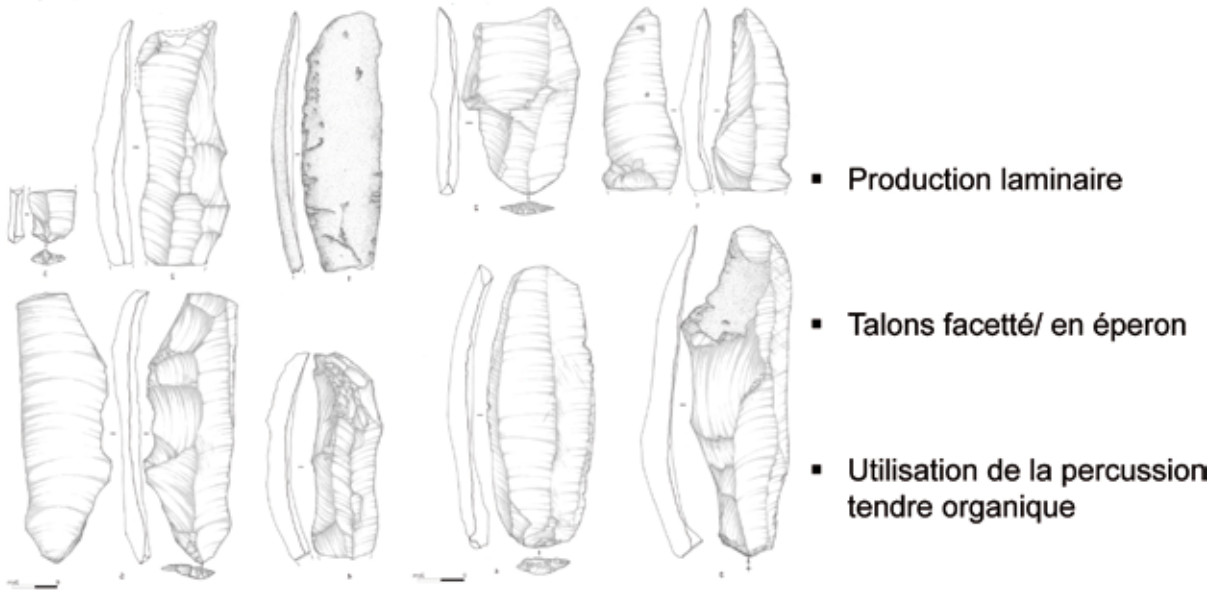 Production laminaire
Talons facetté/ en éperon
Utilisation de la percussion
tendre organique